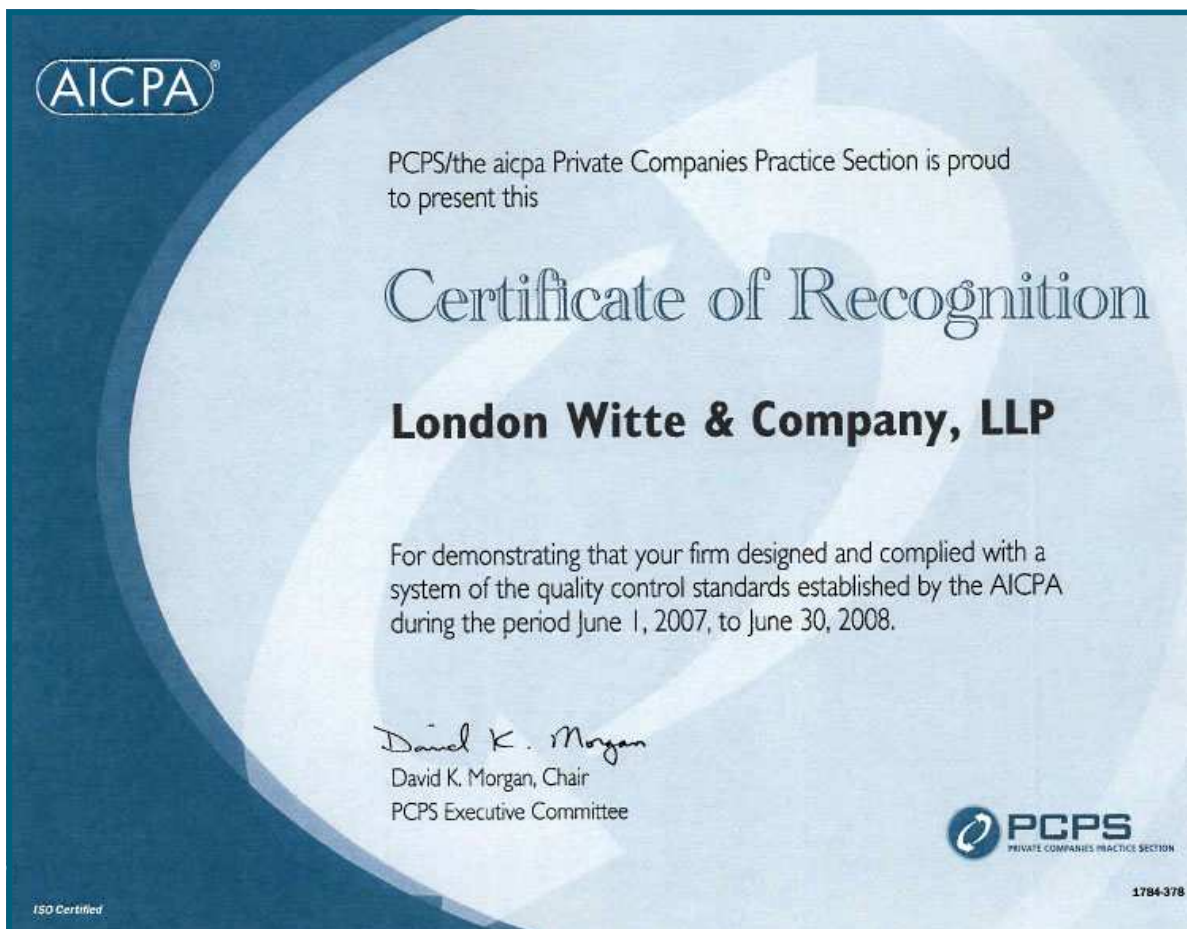 AICPA®
PCPS/the aicpa Private Companies Practice Section is proud
to present this
Certificate of Recognition
London Witte & Company, LLP
For demonstrating that your firm designed and complied with a
system of the quality control standards established by the AICPA
during the period June 1, 2007, to June 30, 2008.
David K. Morgan
David K. Morgan, Chair
PCPS Executive Committee
PCPS
PRIVATE COMPANIES PRACTICE SECTION
1784-378
ISO Certified